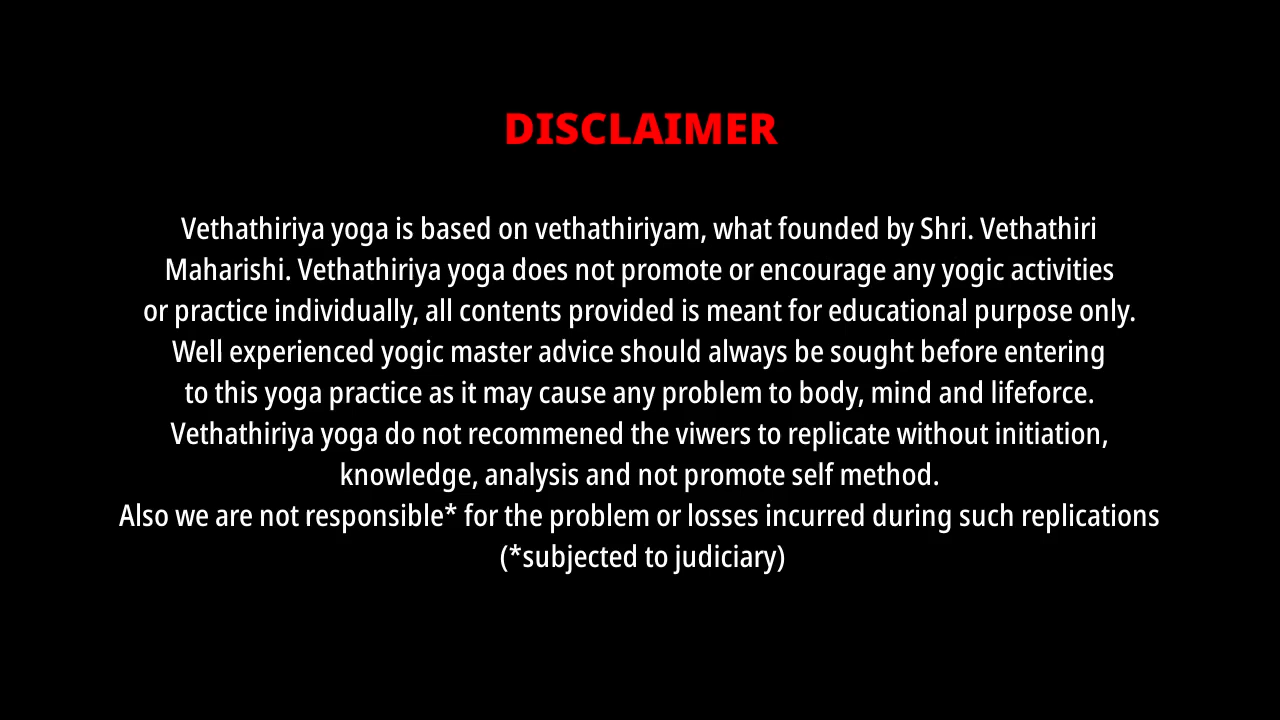 DISCLAIMER
Vethathiriya yoga is based on vethathiriyam, what founded by Shri. Vethathiri
Maharishi. Vethathiriya yoga does not promote or encourage any yogic activities
or practice individually, all contents provided is meant for educational purpose only.
Well experienced yogic master advice should always be sought before entering
to this yoga practice as it may cause any problem to body, mind and lifeforce.
Vethathiriya yoga do not recommened the viwers to replicate without initiation,
knowledge, analysis and not promote self method.
Also we are not responsible* for the problem or losses incurred during such replications
(*subjected to judiciary)